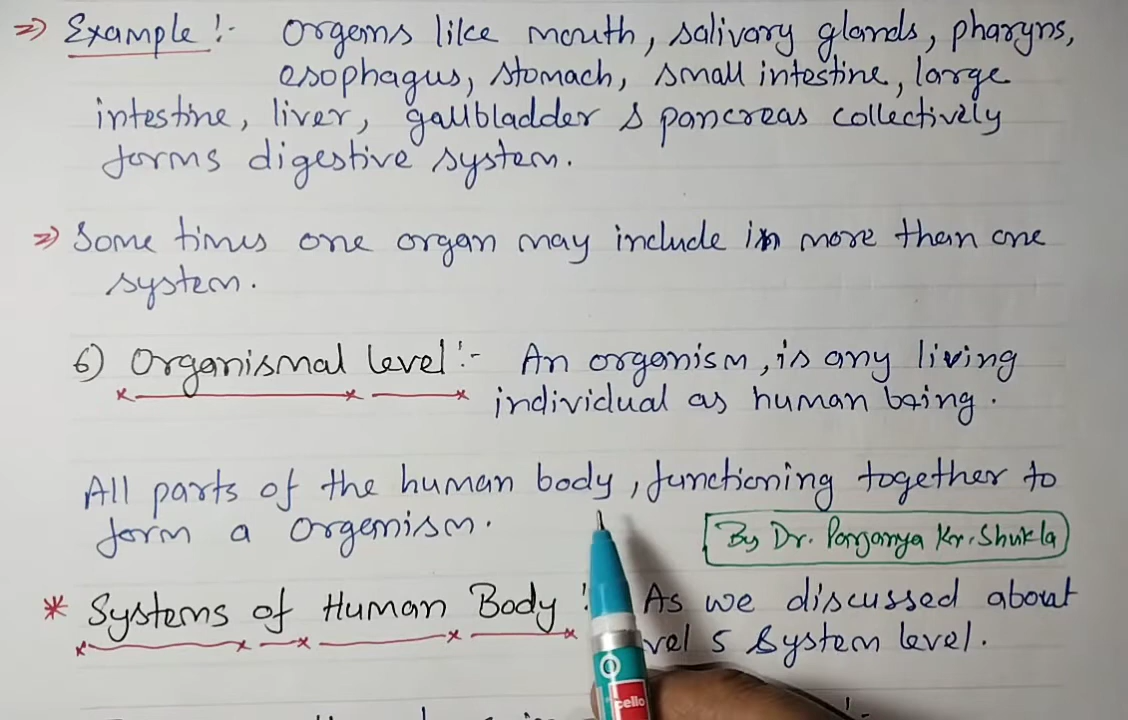 => Example :- Orgems like mouth, salivary glands, pharyns,
esophagus, stomach, small intestine, large
intestine, liver, gallbladder & pancreas collectively
forms digestive system.
=> Some times one organ may include in more than one
system.
6) Organismal level :- An organism, is any living
individual as human being.
All parts of the human body, functioning together to
form a Orgemism.
By Dr. Parjanya Kr. Shukla
* Systems of Human Body : As we discussed about
vel 5 System level.
cello